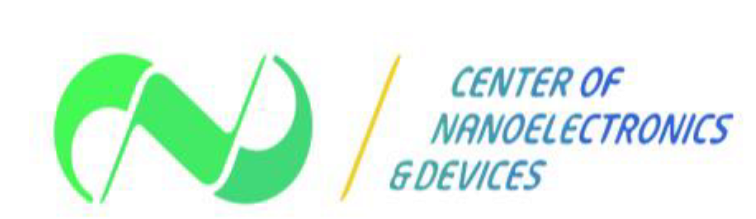 CENTER OF
NANOELECTRONICS
& DEVICES